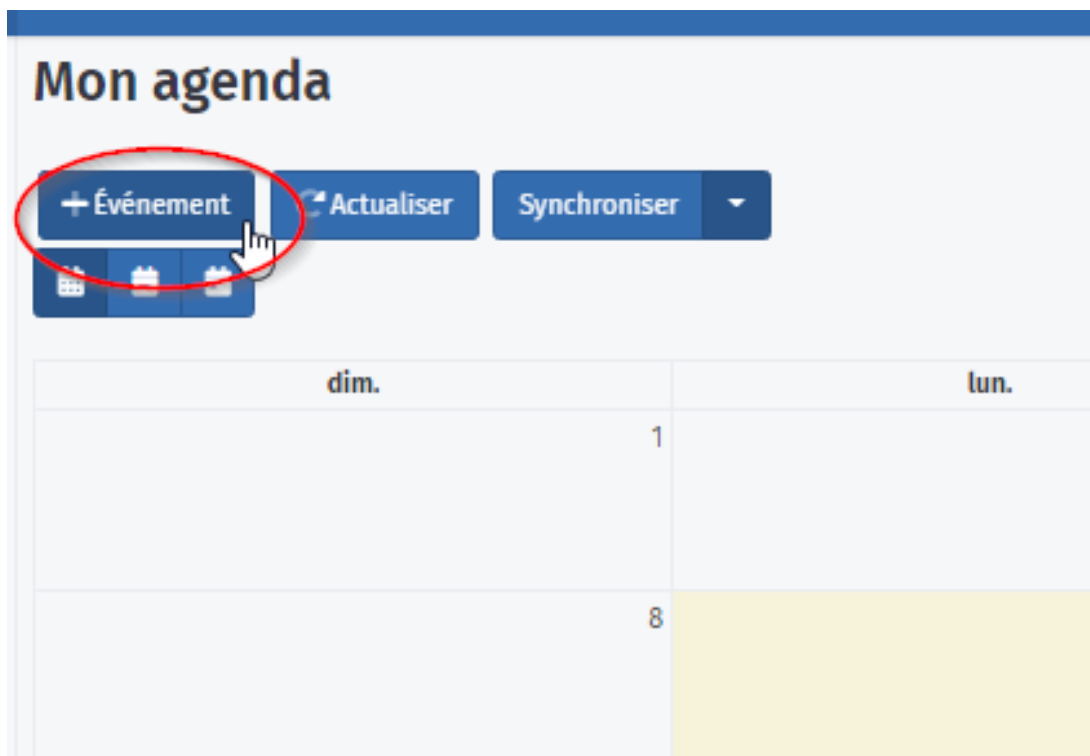 Mon agenda
Événement Actualiser Synchroniser
dim. lun.
1
8